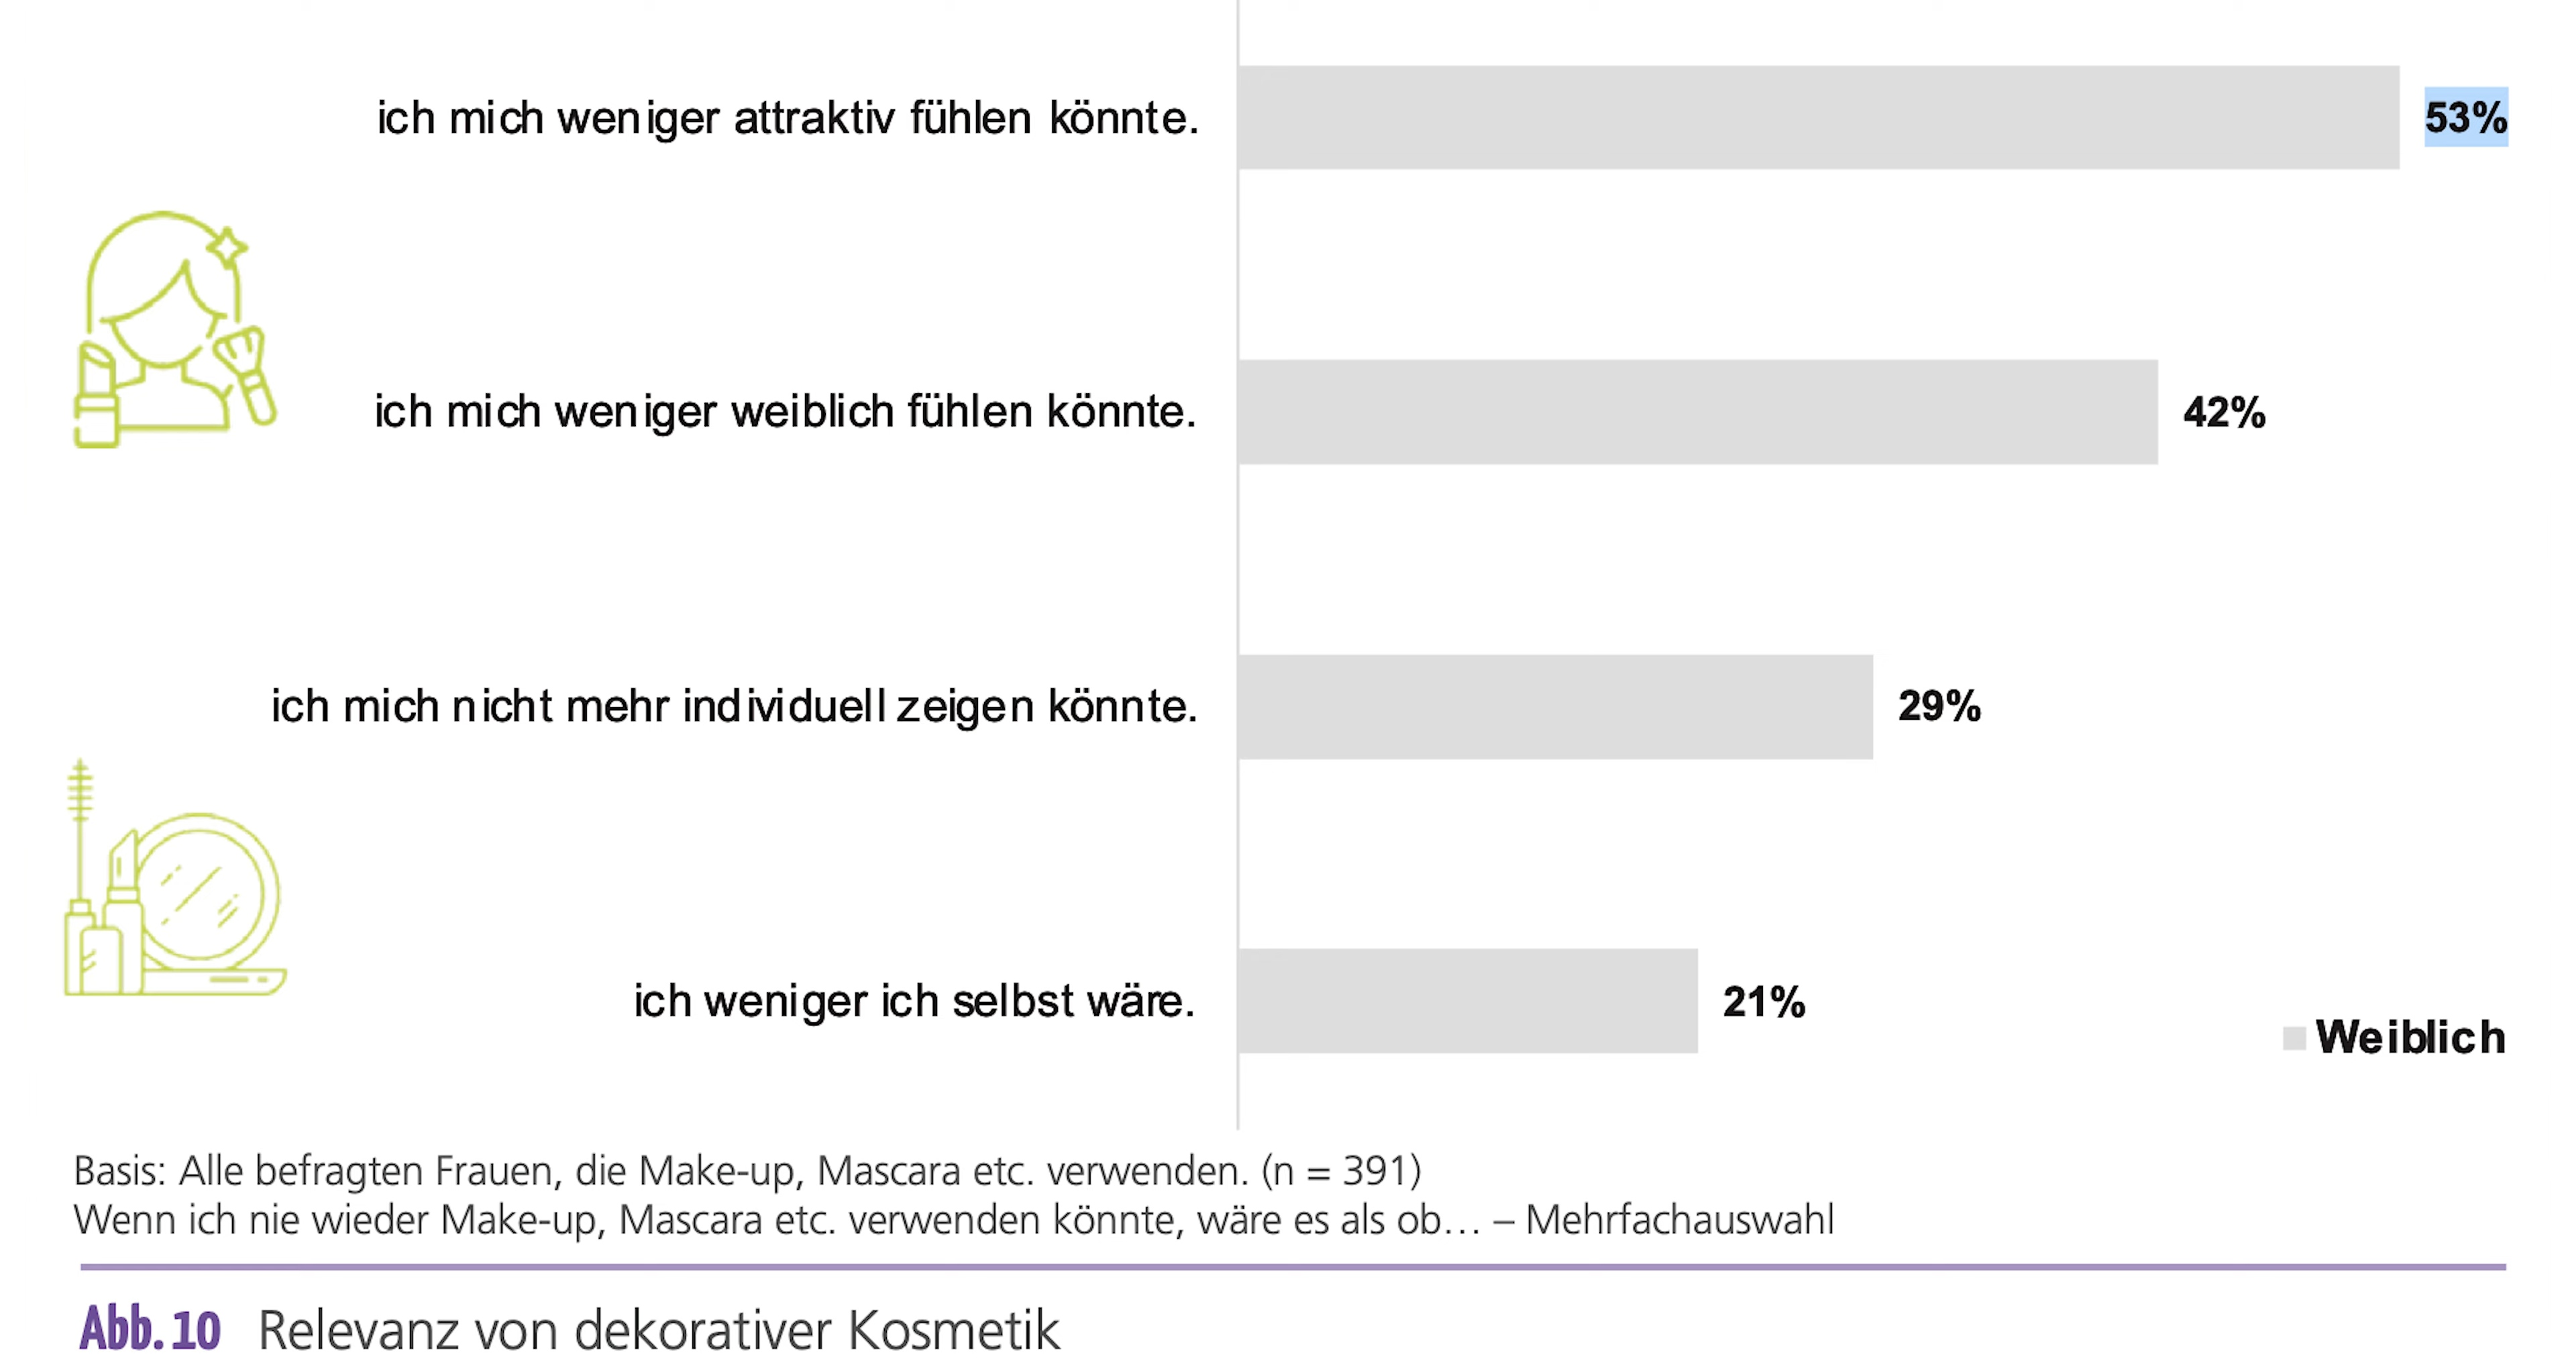 ich mich weniger attraktiv fühlen könnte. 53%
ich mich weniger weiblich fühlen könnte. 42%
ich mich nicht mehr individuell zeigen könnte. 29%
ich weniger ich selbst wäre. 21%
Weiblich
Basis: Alle befragten Frauen, die Make-up, Mascara etc. verwenden. (n = 391)
Wenn ich nie wieder Make-up, Mascara etc. verwenden könnte, wäre es als ob… – Mehrfachauswahl
Abb. 10 Relevanz von dekorativer Kosmetik